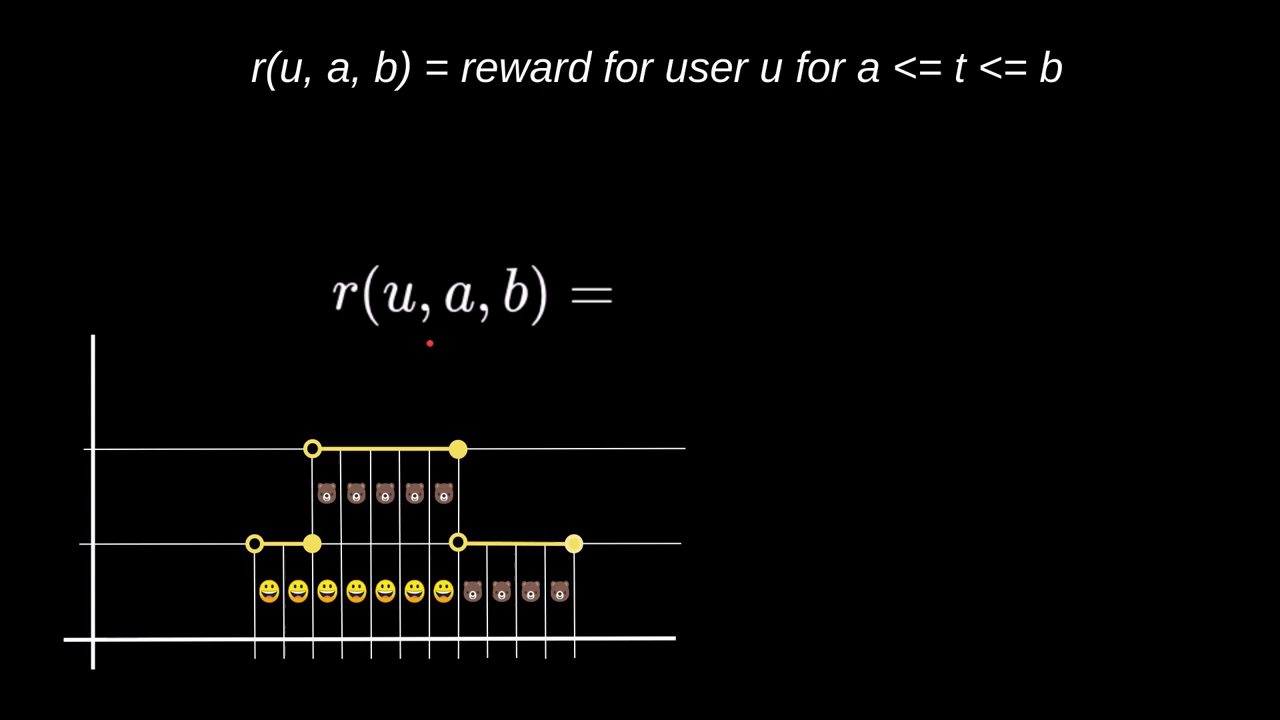 r(u, a, b) = reward for user u for a <= t <= b
r(u, a, b) =